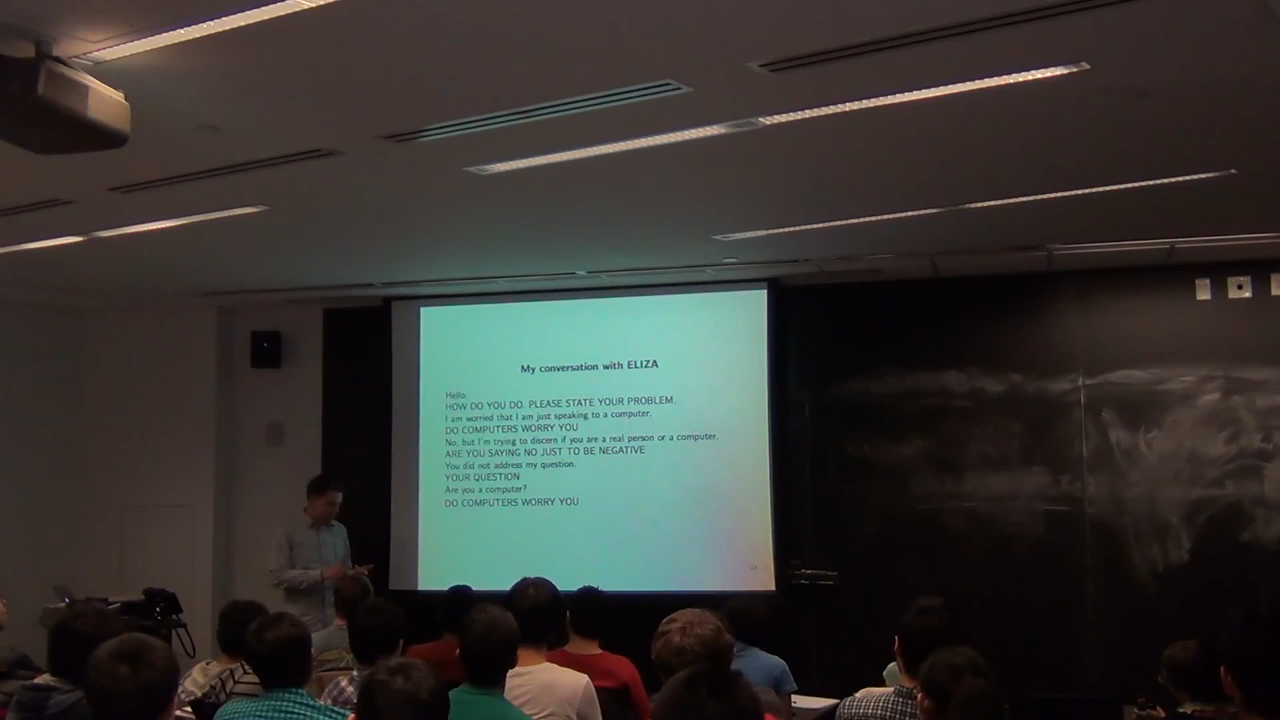 My conversation with ELIZA
Hello.
HOW DO YOU DO. PLEASE STATE YOUR PROBLEM.
I am worried that I am just speaking to a computer.
DO COMPUTERS WORRY YOU
No, but I'm trying to discern if you are a real person or a computer.
ARE YOU SAYING NO JUST TO BE NEGATIVE
You did not address my question.
YOUR QUESTION
Are you a computer?
DO COMPUTERS WORRY YOU